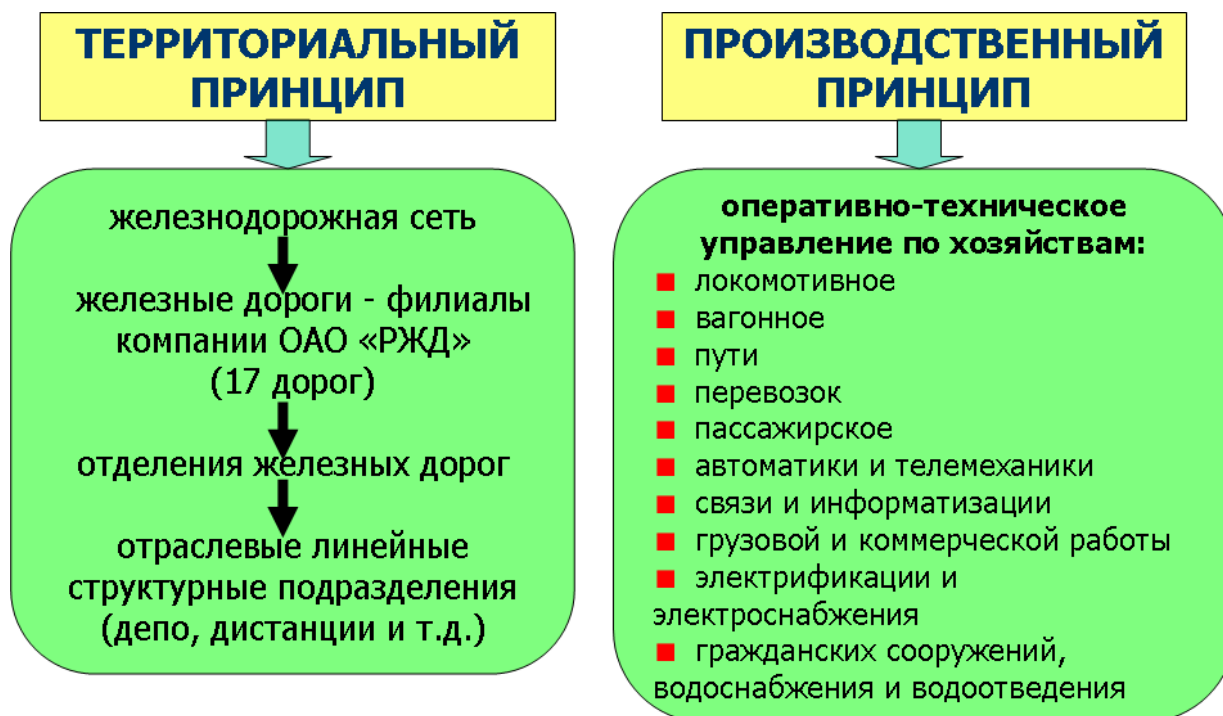 ТЕРРИТОРИАЛЬНЫЙ
ПРИНЦИП
железнодорожная сеть
железные дороги - филиалы
компании ОАО «РЖД»
(17 дорог)
отделения железных дорог
отраслевые линейные
структурные подразделения
(депо, дистанции и т.д.)
ПРОИЗВОДСТВЕННЫЙ
ПРИНЦИП
оперативно-техническое
управление по хозяйствам:
локомотивное
вагонное
пути
перевозок
пассажирское
автоматики и телемеханики
связи и информатизации
грузовой и коммерческой работы
электрификации и
электроснабжения
гражданских сооружений,
водоснабжения и водоотведения